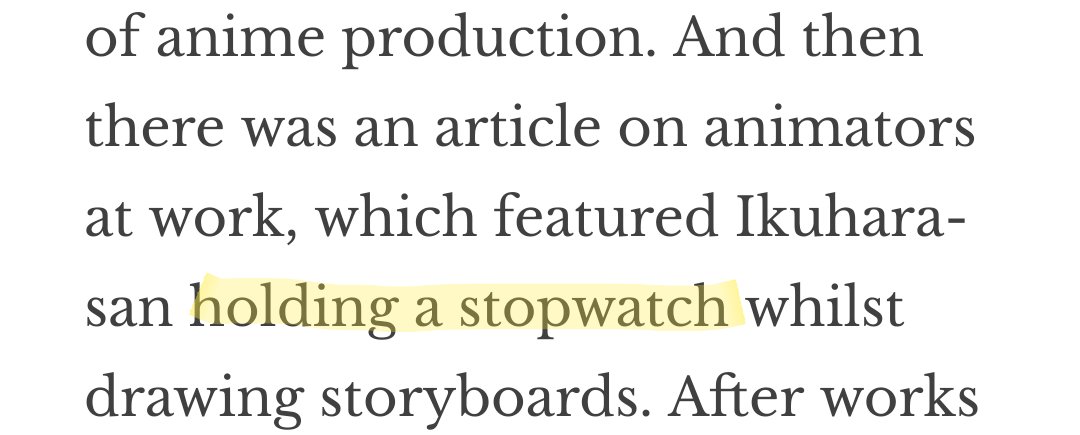 of anime production. And then
there was an article on animators
at work, which featured Ikuhara-
san holding a stopwatch whilst
drawing storyboards. After works